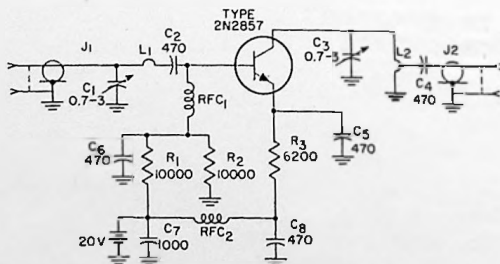 TYPE
2N2857
J1
L1
C2
470
C1
0.7-3
C3
0.7-3
L2
J2
C4
470
RFC1
C6
470
R1
10000
R2
10000
R3
6200
C5
470
20V
C7
1000
RFC2
C8
470